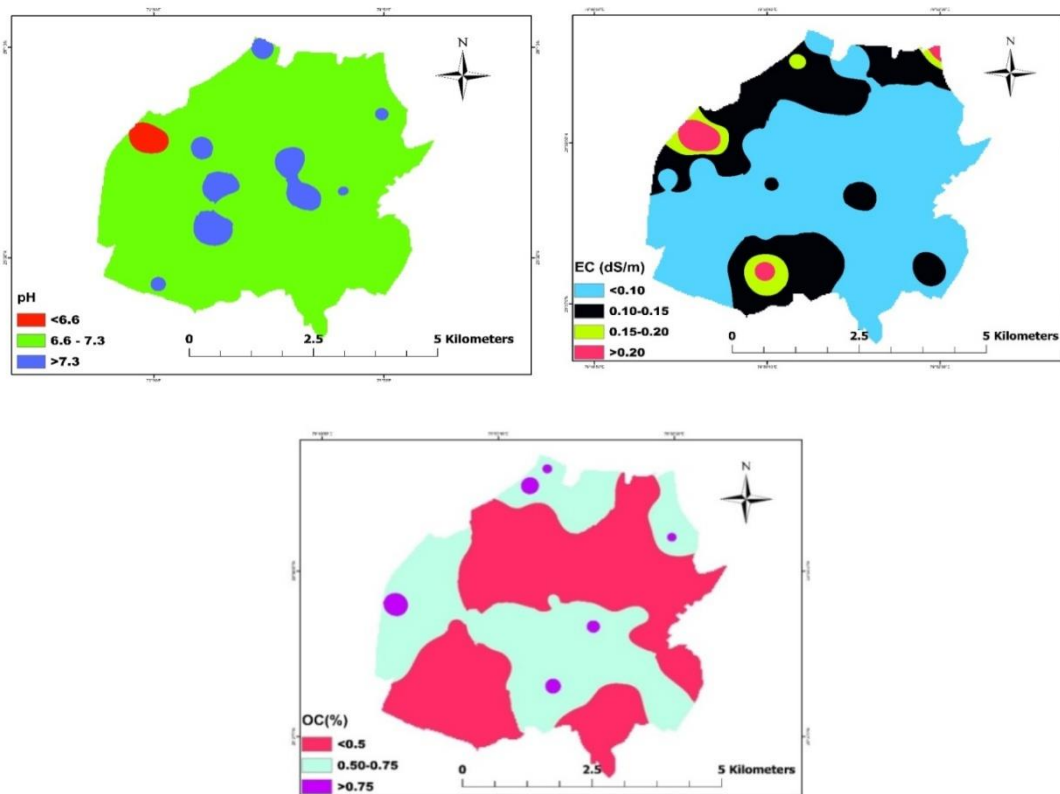 N
pH
<6.6
6.6 - 7.3
>7.3
0 2.5 5 Kilometers
N
EC (dS/m)
<0.10
0.10-0.15
0.15-0.20
>0.20
0 2.5 5 Kilometers
N
OC(%)
<0.5
0.50-0.75
>0.75
0 2.5 5 Kilometers